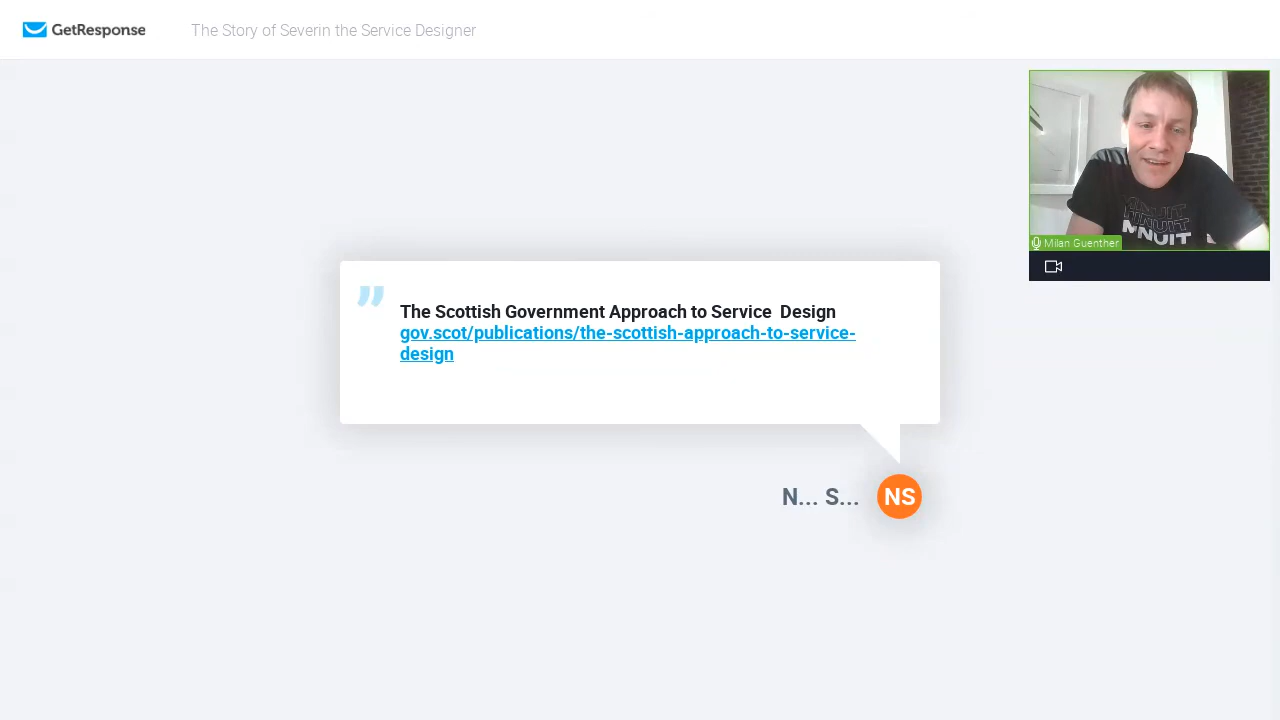 GetResponse
The Story of Severin the Service Designer
The Scottish Government Approach to Service  Design
gov.scot/publications/the-scottish-approach-to-service-
design
N... S...
NS
MNUIT
Milan Guenther